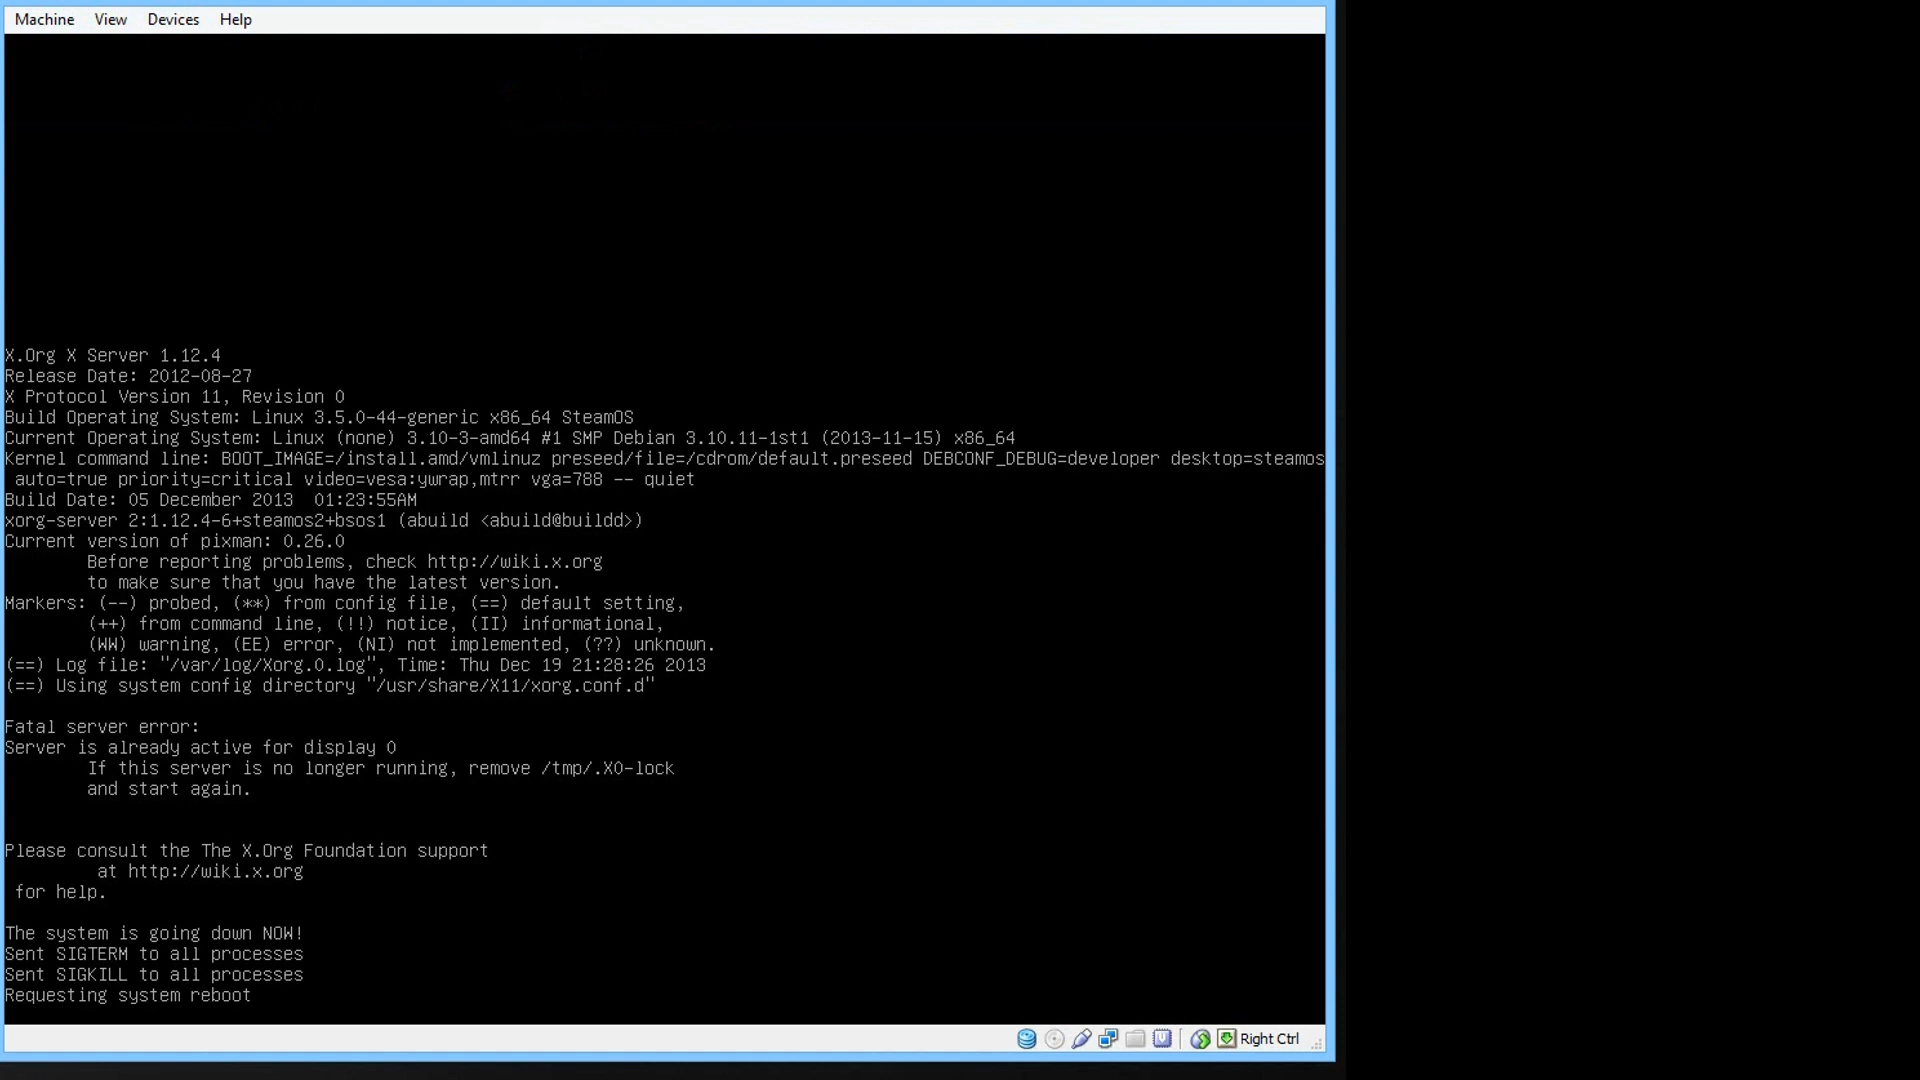 Machine View Devices Help
X.Org X Server 1.12.4
Release Date: 2012-08-27
X Protocol Version 11, Revision 0
Build Operating System: Linux 3.5.0-44-generic x86_64 SteamOS
Current Operating System: Linux (none) 3.10-3-amd64 #1 SMP Debian 3.10.11-1st1 (2013-11-15) x86_64
Kernel command line: BOOT_IMAGE=/install.amd/vmlinuz preseed/file=/cdrom/default.preseed DEBCONF_DEBUG=developer desktop=steamos
 auto=true priority=critical video=vesa:ywrap,mtrr vga=788 -- quiet
Build Date: 05 December 2013  01:23:55AM
xorg-server 2:1.12.4-6+steamos2+bsos1 (abuild <abuild@buildd>)
Current version of pixman: 0.26.0
        Before reporting problems, check http://wiki.x.org
        to make sure that you have the latest version.
Markers: (--) probed, (**) from config file, (==) default setting,
        (++) from command line, (!!) notice, (II) informational,
        (WW) warning, (EE) error, (NI) not implemented, (??) unknown.
(==) Log file: "/var/log/Xorg.0.log", Time: Thu Dec 19 21:28:26 2013
(==) Using system config directory "/usr/share/X11/xorg.conf.d"
Fatal server error:
Server is already active for display 0
        If this server is no longer running, remove /tmp/.X0-lock
        and start again.
Please consult the The X.Org Foundation support
         at http://wiki.x.org
 for help.
The system is going down NOW!
Sent SIGTERM to all processes
Sent SIGKILL to all processes
Requesting system reboot
Right Ctrl